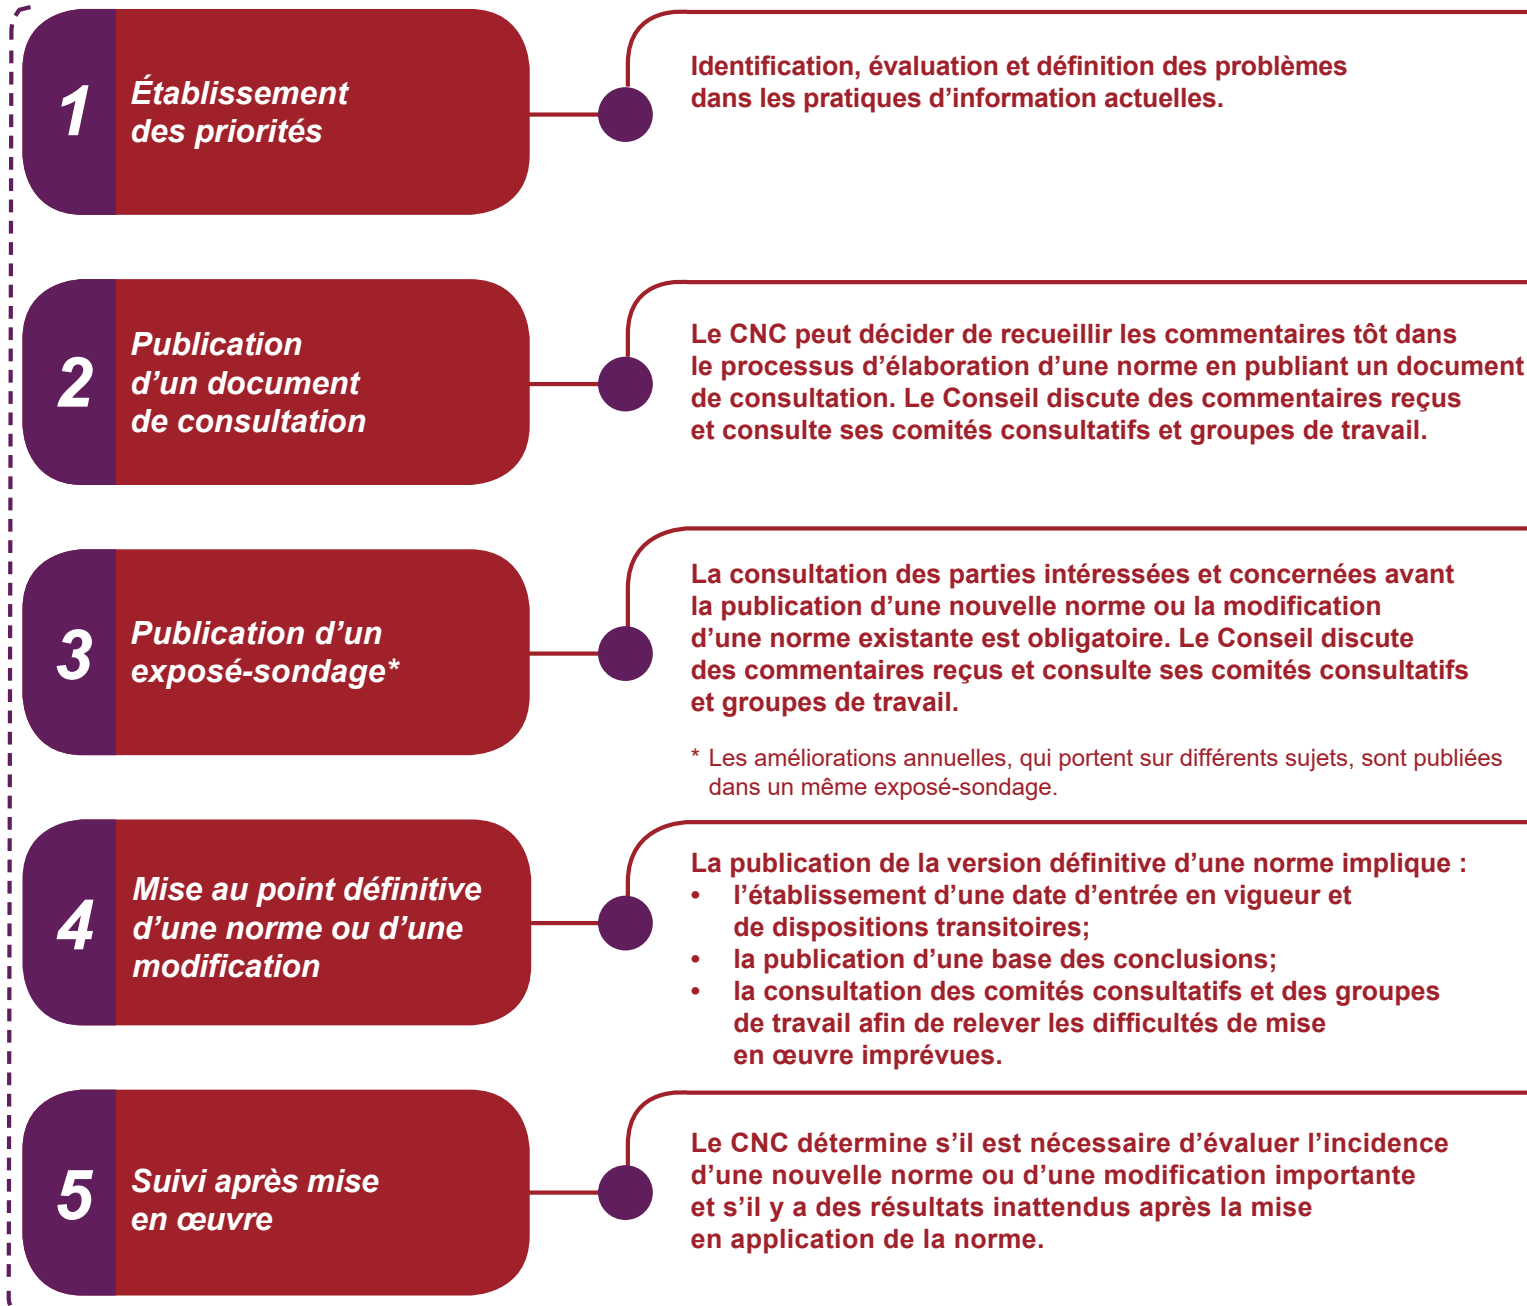 1
Établissement
des priorités
Identification, évaluation et définition des problèmes
dans les pratiques d’information actuelles.
2
Publication
d’un document
de consultation
Le CNC peut décider de recueillir les commentaires tôt dans
le processus d’élaboration d’une norme en publiant un document
de consultation. Le Conseil discute des commentaires reçus
et consulte ses comités consultatifs et groupes de travail.
3
Publication d’un
exposé-sondage*
La consultation des parties intéressées et concernées avant
la publication d’une nouvelle norme ou la modification
d’une norme existante est obligatoire. Le Conseil discute
des commentaires reçus et consulte ses comités consultatifs
et groupes de travail.
* Les améliorations annuelles, qui portent sur différents sujets, sont publiées
dans un même exposé-sondage.
4
Mise au point définitive
d’une norme ou d’une
modification
La publication de la version définitive d’une norme implique :
• l’établissement d’une date d’entrée en vigueur et
de dispositions transitoires;
• la publication d’une base des conclusions;
• la consultation des comités consultatifs et des groupes
de travail afin de relever les difficultés de mise
en œuvre imprévues.
5
Suivi après mise
en œuvre
Le CNC détermine s’il est nécessaire d’évaluer l’incidence
d’une nouvelle norme ou d’une modification importante
et s’il y a des résultats inattendus après la mise
en application de la norme.